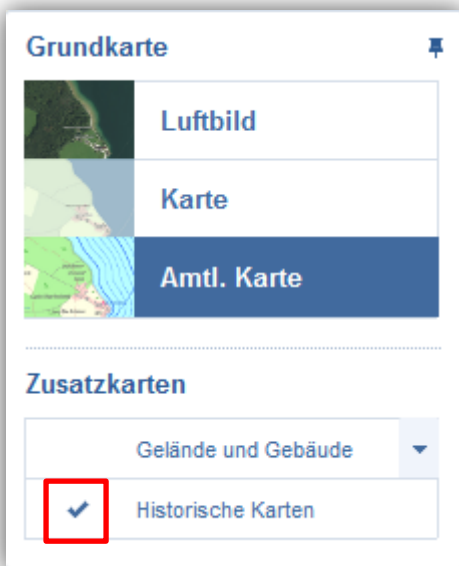 Grundkarte
Luftbild
Karte
Amtl. Karte
Zusatzkarten
Gelände und Gebäude
Historische Karten